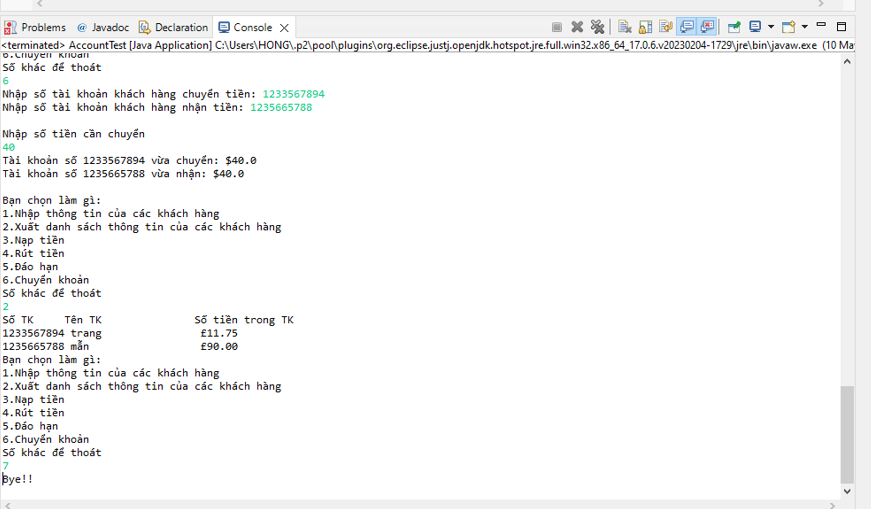 Problems @ Javadoc Declaration Console
<terminated> AccountTest [Java Application] C:\Users\HONG\.p2\pool\plugins\org.eclipse.justj.openjdk.hotspot.jre.full.win32.x86_64_17.0.6.v20230204-1729\jre\bin\javaw.exe (10 May
6.Chuyển khoản
Số khác để thoát
6
Nhập số tài khoản khách hàng chuyển tiền: 1233567894
Nhập số tài khoản khách hàng nhận tiền: 1235665788
Nhập số tiền cần chuyển
40
Tài khoản số 1233567894 vừa chuyển: $40.0
Tài khoản số 1235665788 vừa nhận: $40.0
Bạn chọn làm gì:
1.Nhập thông tin của các khách hàng
2.Xuất danh sách thông tin của các khách hàng
3.Nạp tiền
4.Rút tiền
5.Đáo hạn
6.Chuyển khoản
Số khác để thoát
2
Số TK Tên TK Số tiền trong TK
1233567894 trang £11.75
1235665788 mẫn £90.00
Bạn chọn làm gì:
1.Nhập thông tin của các khách hàng
2.Xuất danh sách thông tin của các khách hàng
3.Nạp tiền
4.Rút tiền
5.Đáo hạn
6.Chuyển khoản
Số khác để thoát
7
Bye!!